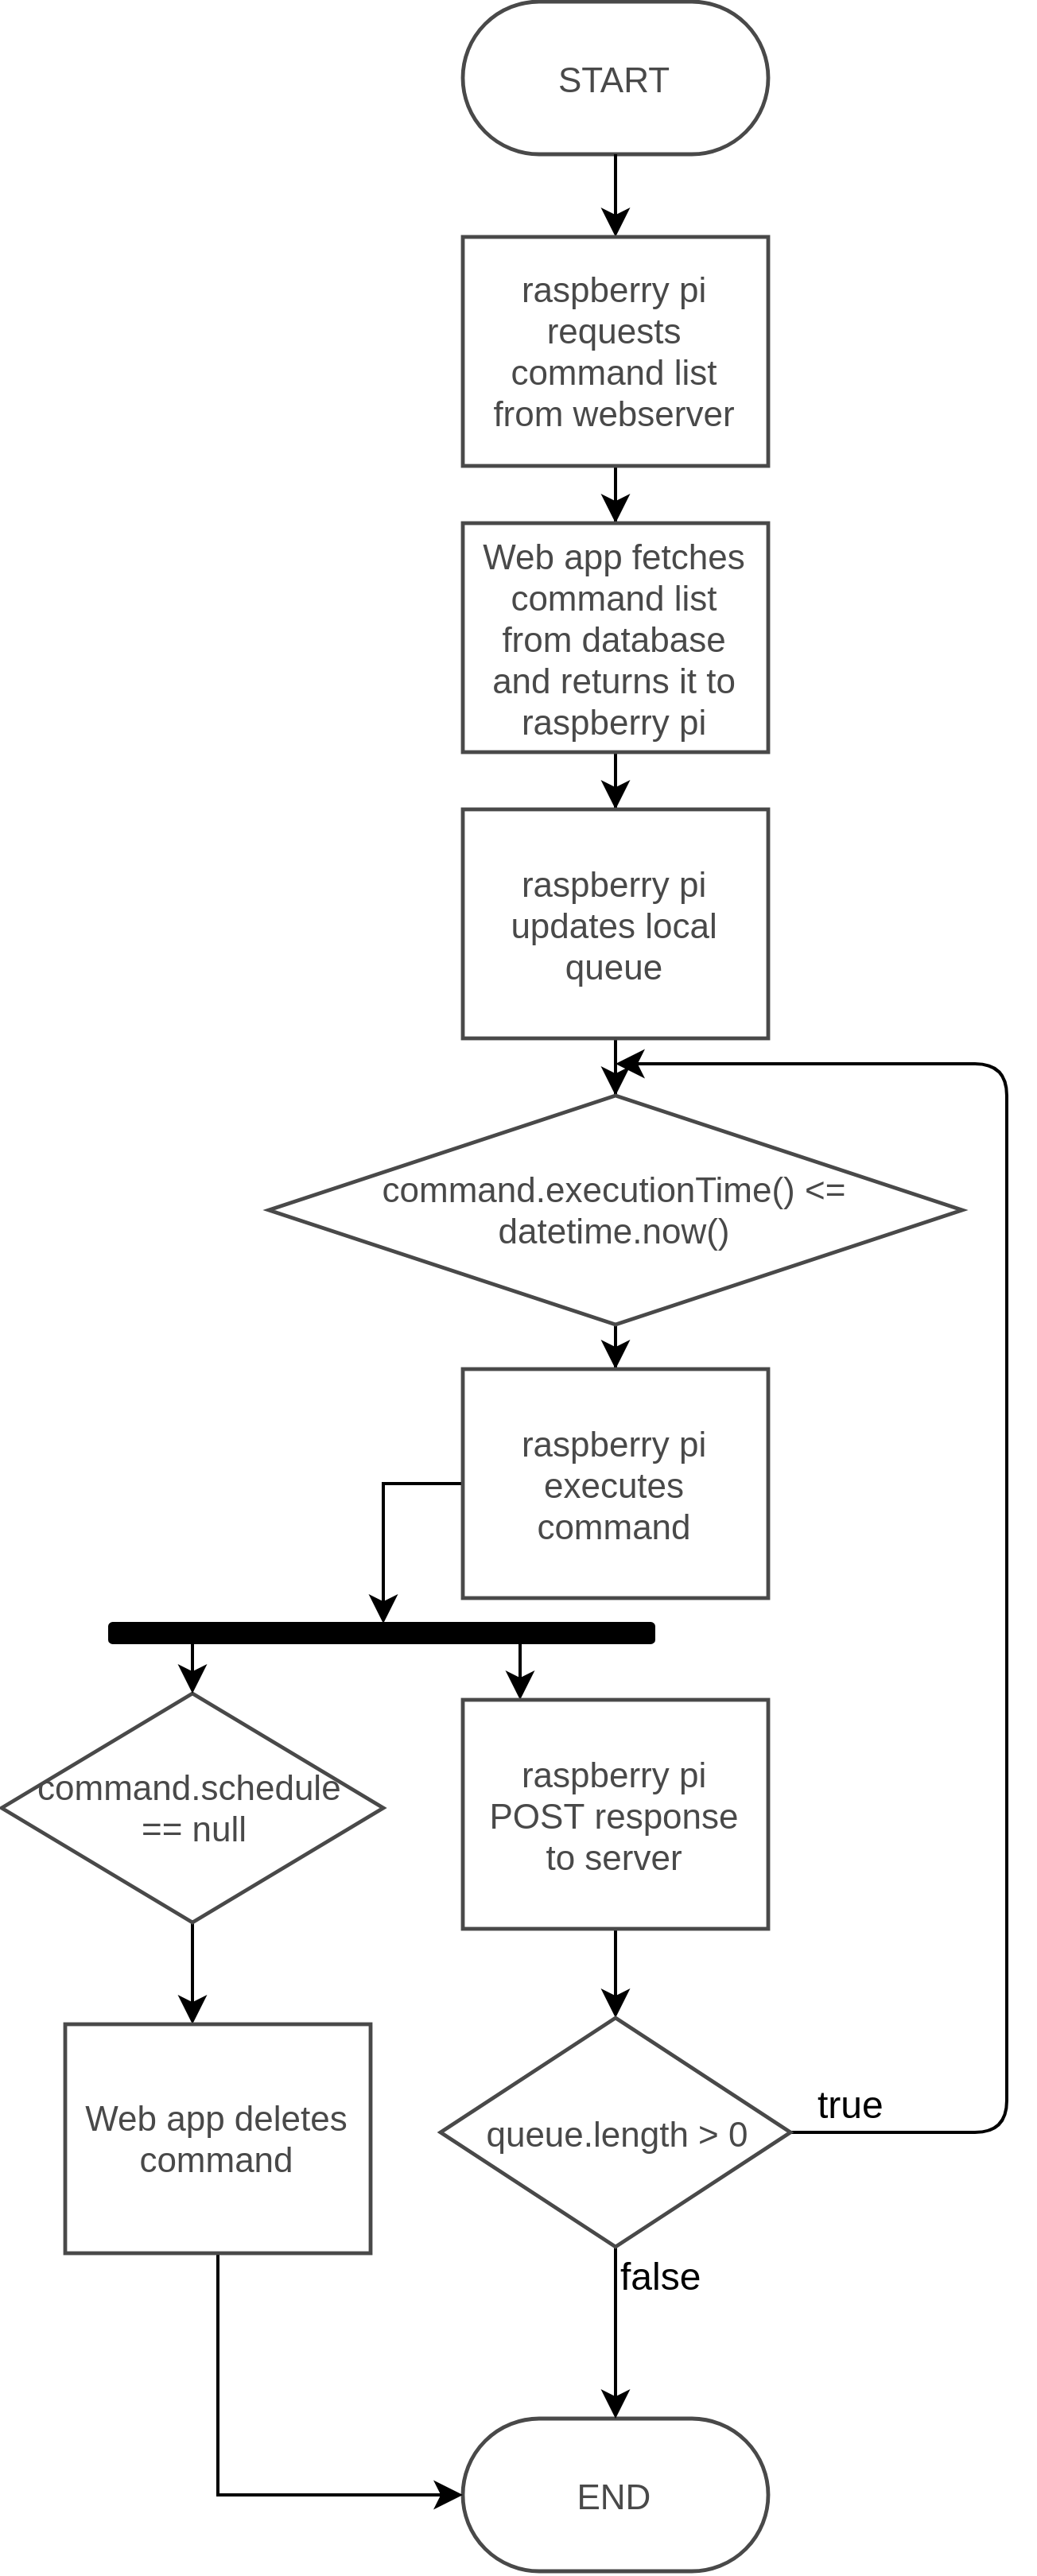 START
raspberry pi
requests
command list
from webserver
Web app fetches
command list
from database
and returns it to
raspberry pi
raspberry pi
updates local
queue
command.executionTime() <=
datetime.now()
raspberry pi
executes
command
command.schedule
== null
raspberry pi
POST response
to server
Web app deletes
command
queue.length > 0
true
false
END